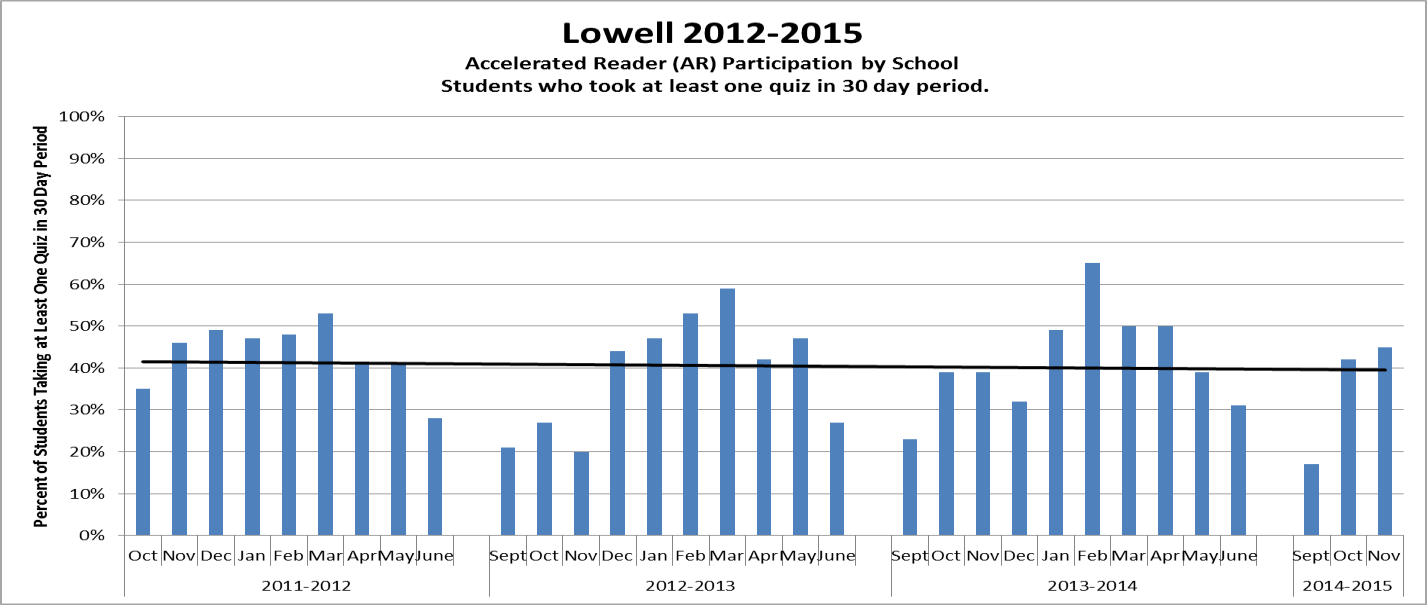 Lowell 2012-2015
Accelerated Reader (AR) Participation by School
Students who took at least one quiz in 30 day period.
Percent of Students Taking at Least One Quiz in 30 Day Period
100%
90%
80%
70%
60%
50%
40%
30%
20%
10%
0%
Oct Nov Dec Jan Feb Mar Apr May June Sept Oct Nov Dec Jan Feb Mar Apr May June Sept Oct Nov Dec Jan Feb Mar Apr May June Sept Oct Nov
2011-2012 2012-2013 2013-2014 2014-2015